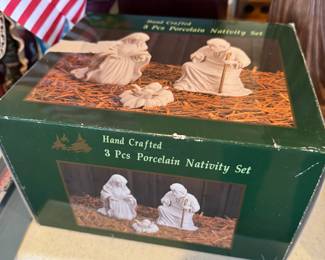 Hand Crafted
3 Pcs Porcelain Nativity Set
Hand Crafted
3 Pcs Porcelain Nativity Set